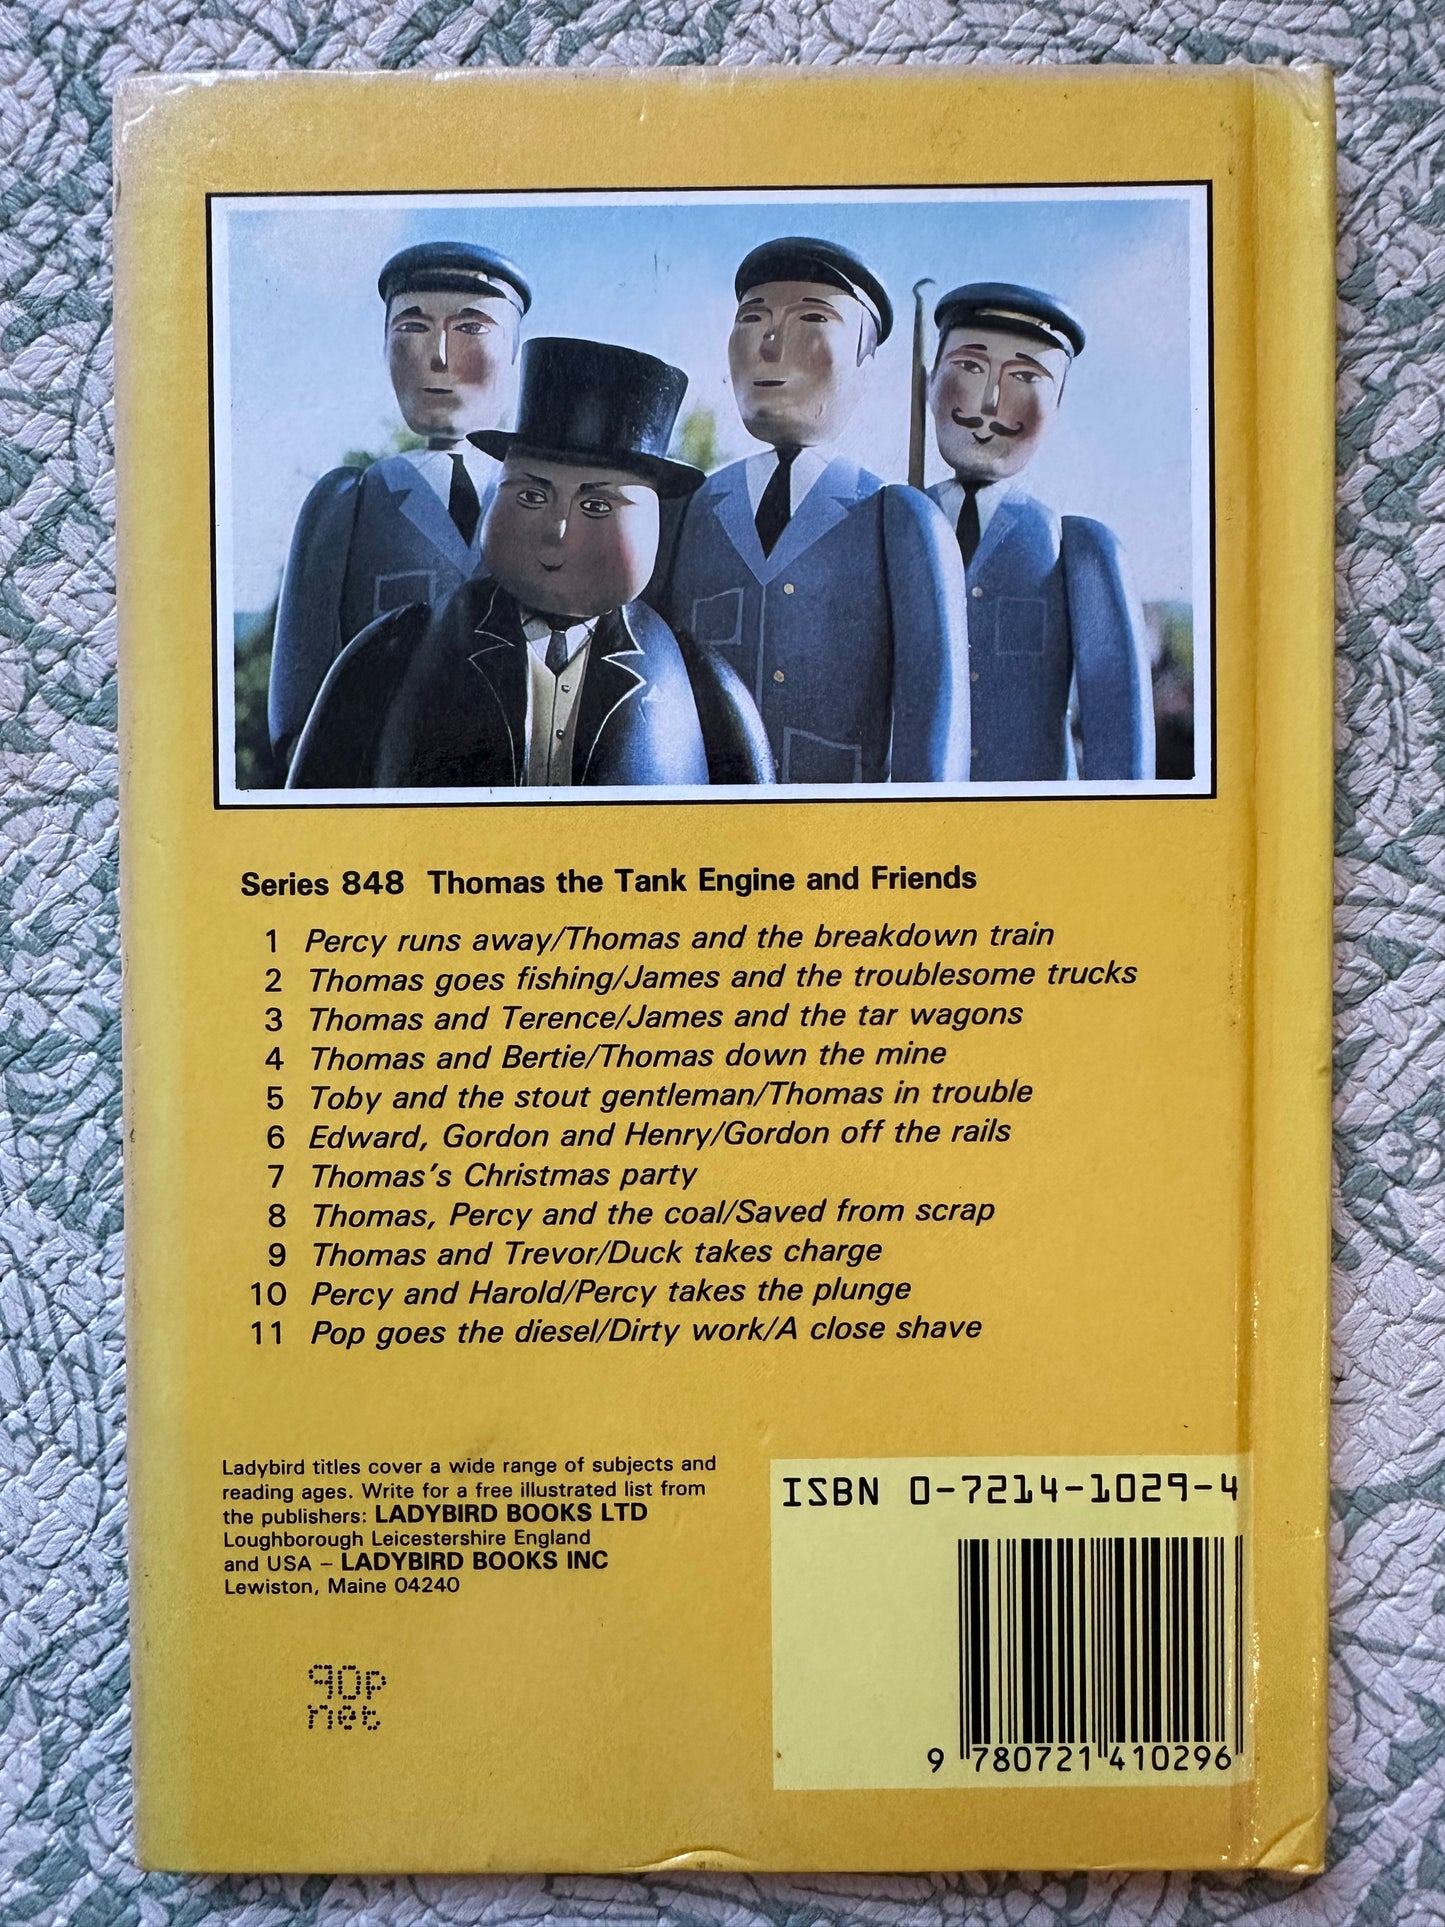 Series 848 Thomas the Tank Engine and Friends
1 Percy runs away/Thomas and the breakdown train
2 Thomas goes fishing/James and the troublesome trucks
3 Thomas and Terence/James and the tar wagons
4 Thomas and Bertie/Thomas down the mine
5 Toby and the stout gentleman/Thomas in trouble
6 Edward, Gordon and Henry/Gordon off the rails
7 Thomas's Christmas party
8 Thomas, Percy and the coal/Saved from scrap
9 Thomas and Trevor/Duck takes charge
10 Percy and Harold/Percy takes the plunge
11 Pop goes the diesel/Dirty work/A close shave
Ladybird titles cover a wide range of subjects and
reading ages. Write for a free illustrated list from
the publishers: LADYBIRD BOOKS LTD
Loughborough Leicestershire England
and USA – LADYBIRD BOOKS INC
Lewiston, Maine 04240
90p
net
ISBN 0-7214-1029-4
9 780721 410296